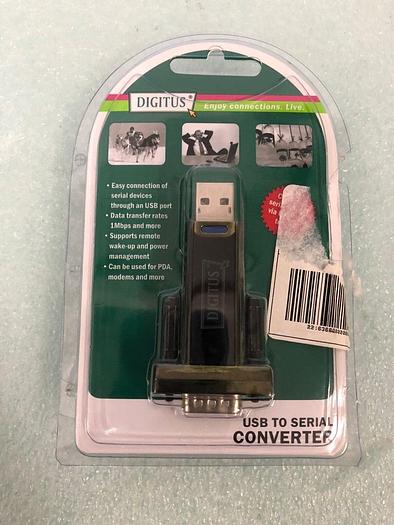 DIGITUS®
Enjoy connections. Live.
• Easy connection of
serial devices
through an USB port
• Data transfer rates
1Mbps and more
• Supports remote
wake-up and power
management
• Can be used for PDA,
modems and more
DIGITUS
via
USB TO SERIAL
CONVERTER